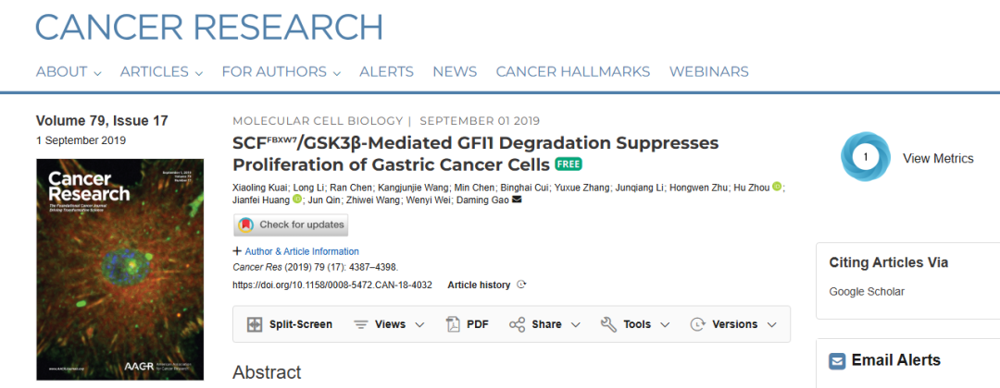 CANCER RESEARCH
ABOUT ARTICLES FOR AUTHORS ALERTS NEWS CANCER HALLMARKS WEBINARS
Volume 79, Issue 17
1 September 2019
Cancer
Research
AACR
MOLECULAR CELL BIOLOGY | SEPTEMBER 01 2019
SCFᶠᴮˣᵂ⁷/GSK3β-Mediated GFI1 Degradation Suppresses
Proliferation of Gastric Cancer Cells FREE
Xiaoling Kuai; Long Li; Ran Chen; Kangjunjie Wang; Min Chen; Binghai Cui; Yuxue Zhang; Junqiang Li; Hongwen Zhu; Hu Zhou;
Jianfei Huang; Jun Qin; Zhiwei Wang; Wenyi Wei; Daming Gao
Check for updates
+ Author & Article Information
Cancer Res (2019) 79 (17): 4387–4398.
https://doi.org/10.1158/0008-5472.CAN-18-4032 Article history
Split-Screen Views PDF Share Tools Versions
Abstract
1 View Metrics
Citing Articles Via
Google Scholar
Email Alerts